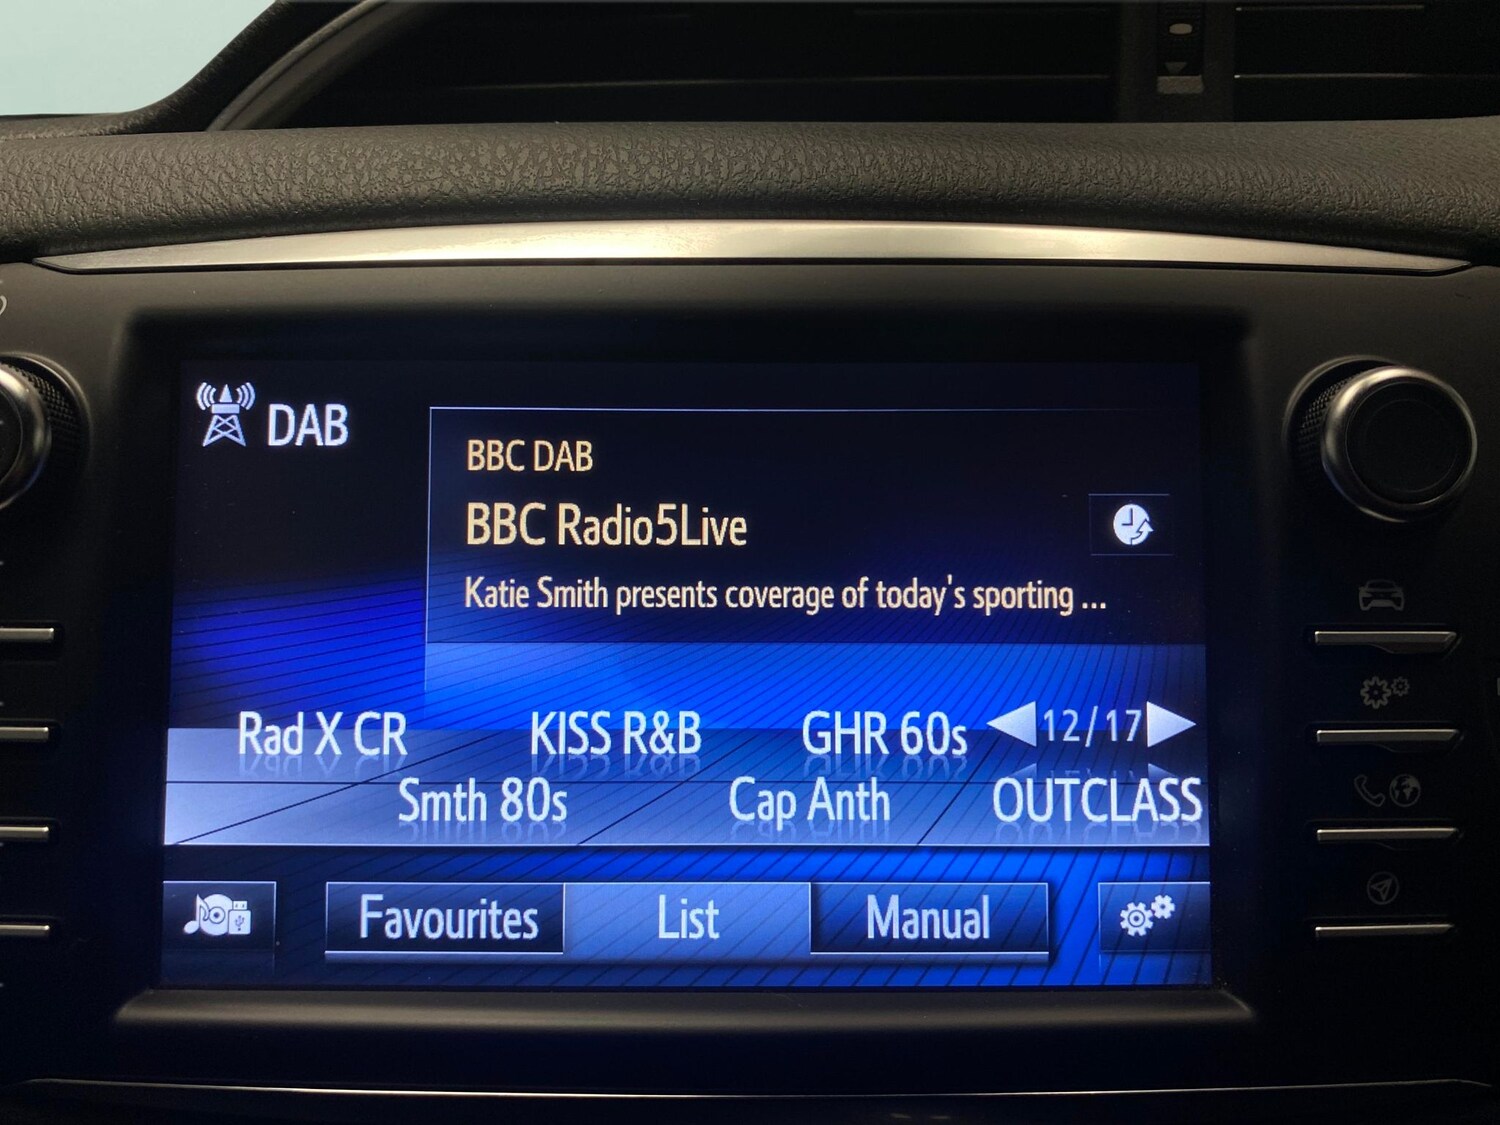 DAB
BBC DAB
BBC Radio5Live
Katie Smith presents coverage of today's sporting ...
Rad X CR KISS R&B GHR 60s 12/17
Smth 80s Cap Anth OUTCLASS
Favourites List Manual